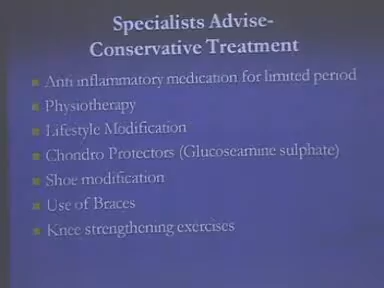 Specialists Advise-
Conservative Treatment
Anti inflammatory medication for limited period
Physiotherapy
Lifestyle Modification
Chondro Protectors (Glucoseamine sulphate)
Shoe modification
Use of Braces
Knee strengthening exercises